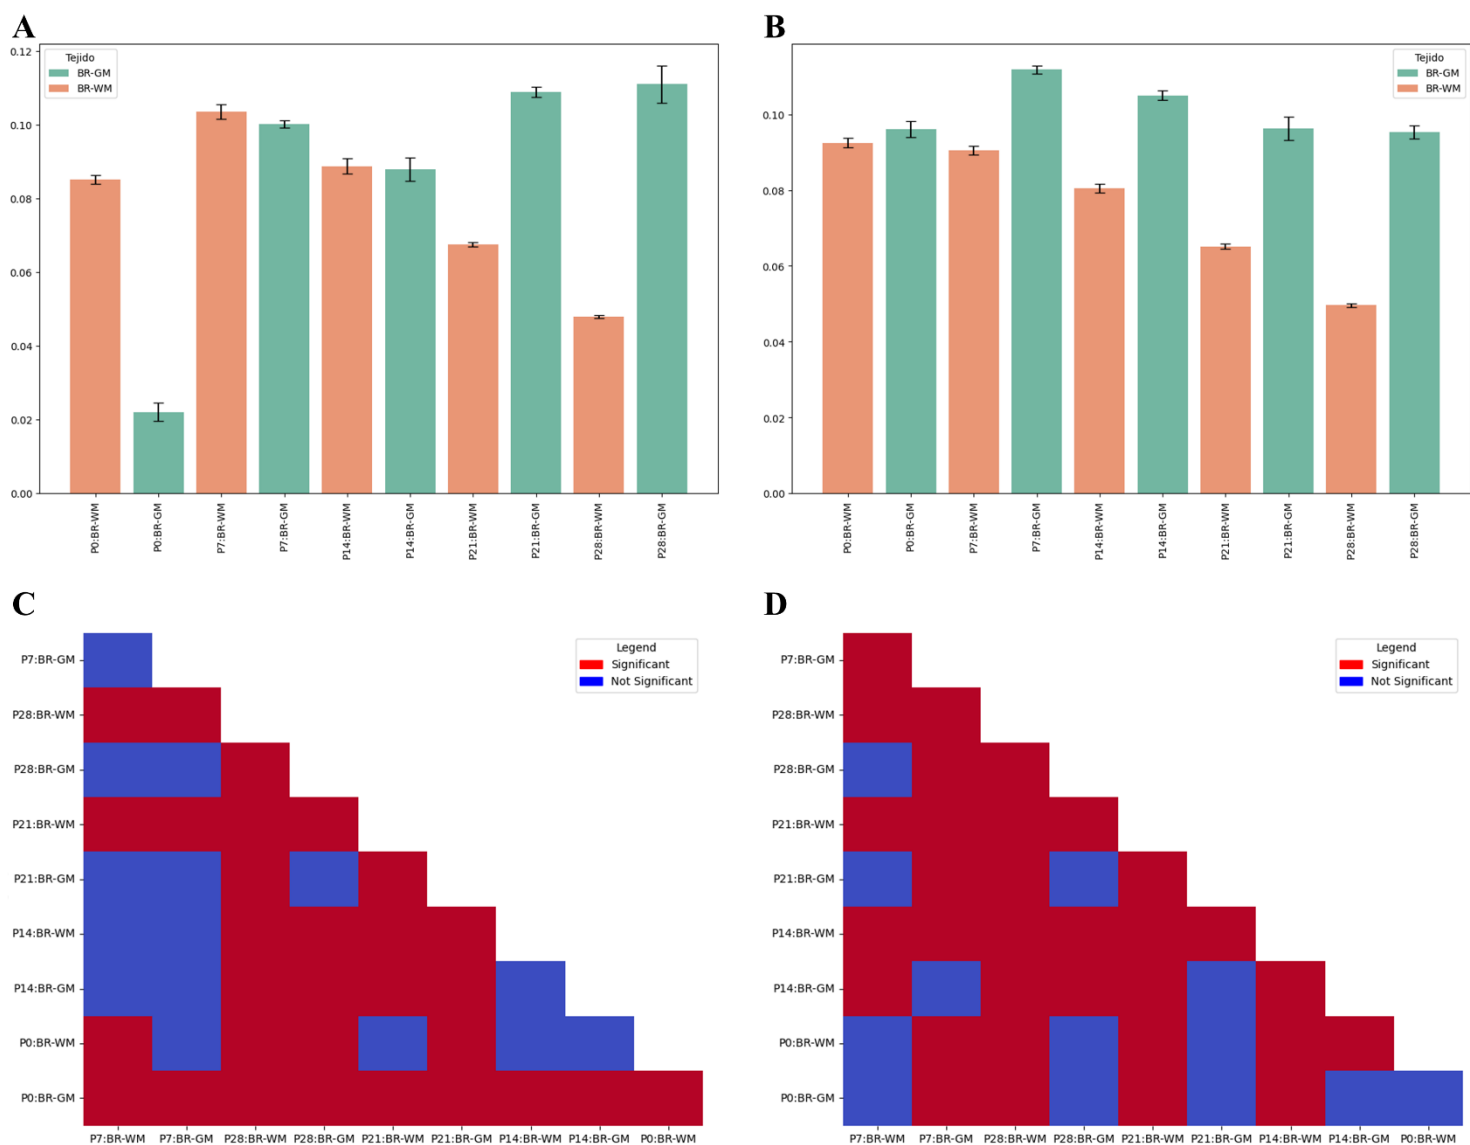 A
Tejido
BR-GM
BR-WM
0.12
0.10
0.08
0.06
0.04
0.02
0.00
P0:BR-WM
P0:BR-GM
P7:BR-WM
P7:BR-GM
P14:BR-WM
P14:BR-GM
P21:BR-WM
P21:BR-GM
P28:BR-WM
P28:BR-GM
B
Tejido
BR-GM
BR-WM
0.10
0.08
0.06
0.04
0.02
0.00
P0:BR-WM
P0:BR-GM
P7:BR-WM
P7:BR-GM
P14:BR-WM
P14:BR-GM
P21:BR-WM
P21:BR-GM
P28:BR-WM
P28:BR-GM
C
Legend
Significant
Not Significant
P7:BR-GM
P28:BR-WM
P28:BR-GM
P21:BR-WM
P21:BR-GM
P14:BR-WM
P14:BR-GM
P0:BR-WM
P0:BR-GM
P7:BR-WM P7:BR-GM P28:BR-WM P28:BR-GM P21:BR-WM P21:BR-GM P14:BR-WM P14:BR-GM P0:BR-WM
D
Legend
Significant
Not Significant
P7:BR-GM
P28:BR-WM
P28:BR-GM
P21:BR-WM
P21:BR-GM
P14:BR-WM
P14:BR-GM
P0:BR-WM
P0:BR-GM
P7:BR-WM P7:BR-GM P28:BR-WM P28:BR-GM P21:BR-WM P21:BR-GM P14:BR-WM P14:BR-GM P0:BR-WM